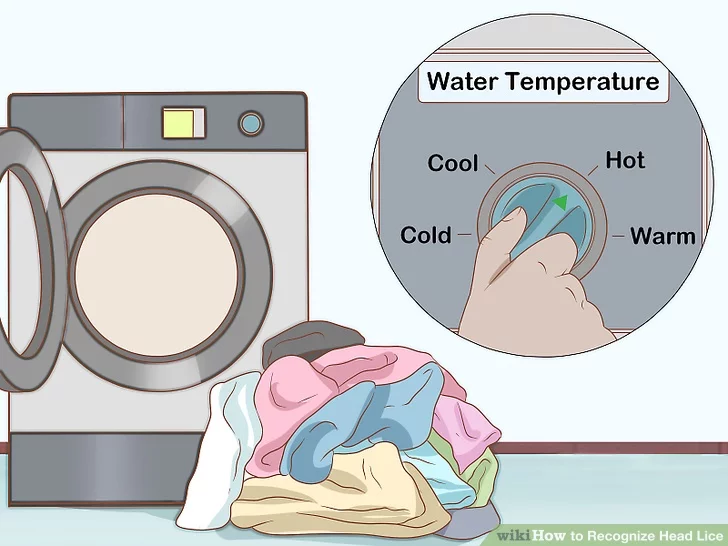 Water Temperature
Cool
Hot
Cold
Warm
wikiHow to Recognize Head Lice